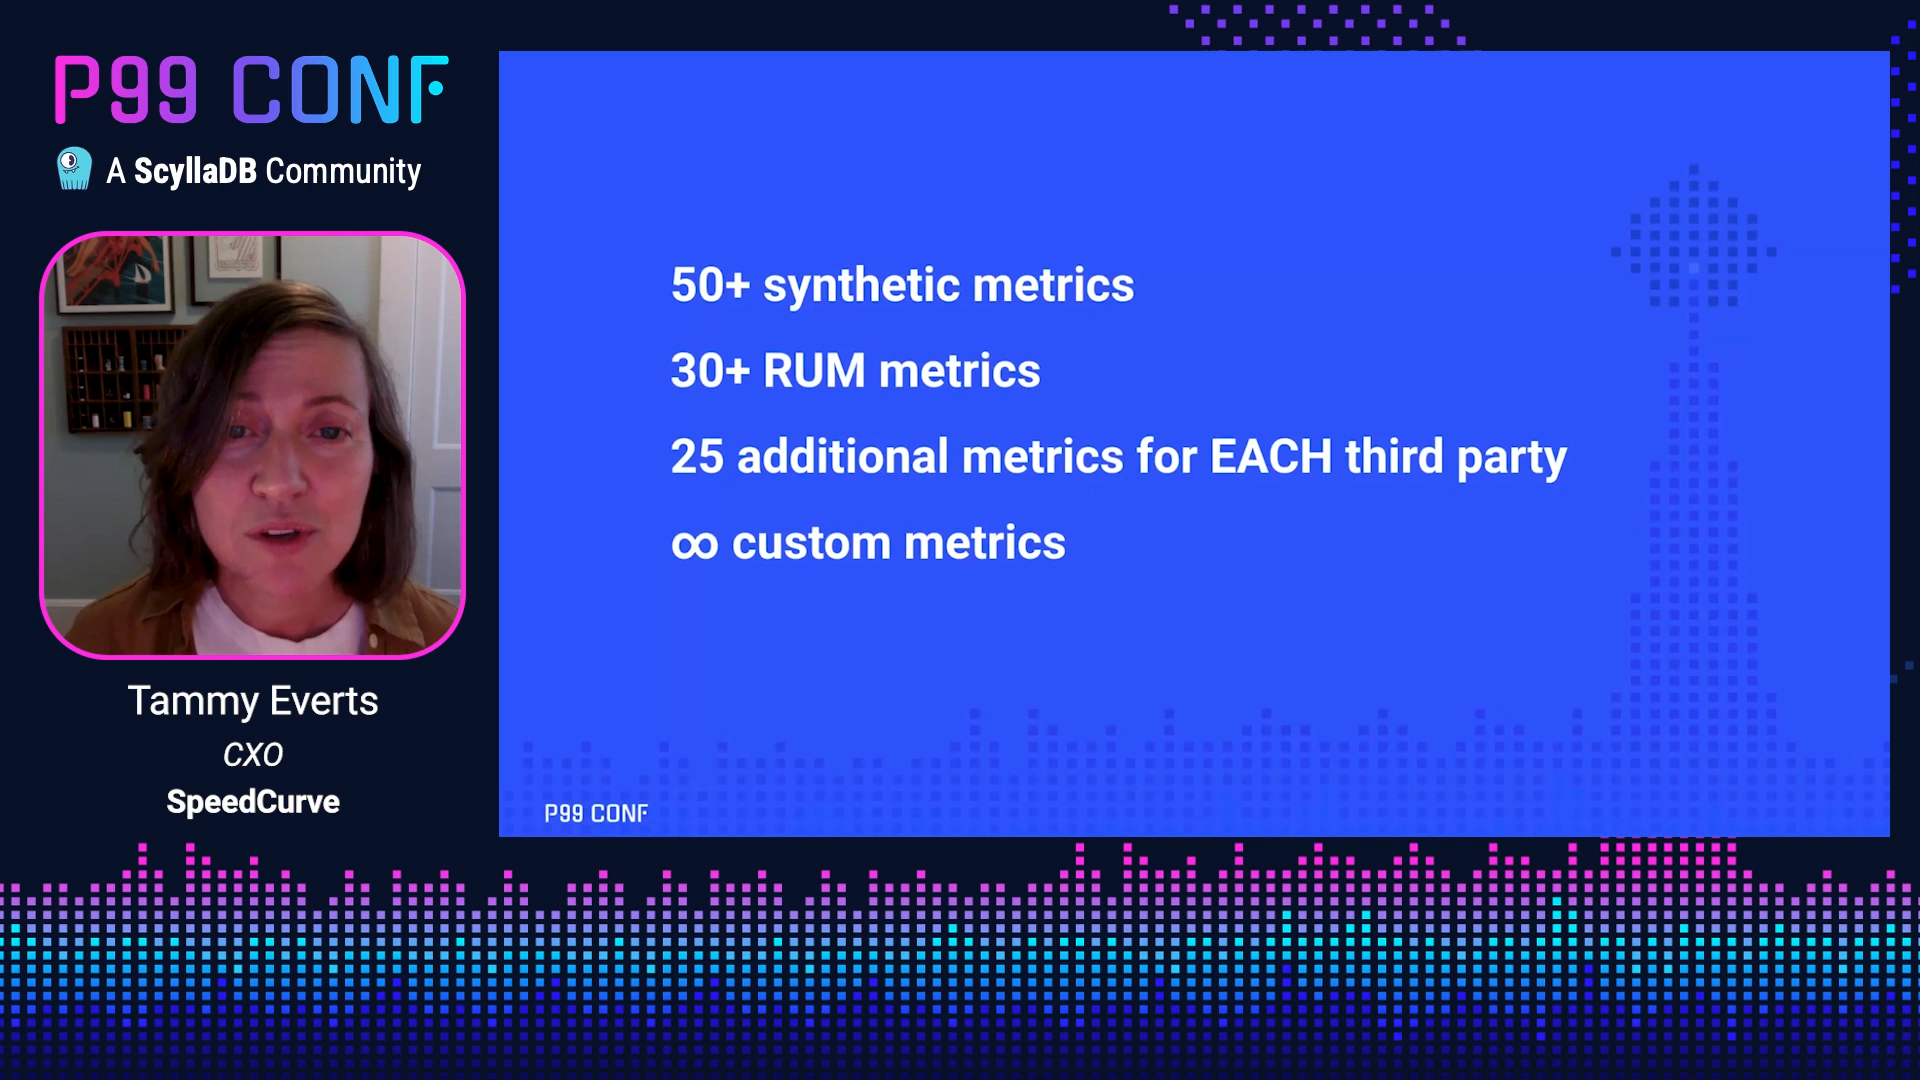 P99 CONF
A ScyllaDB Community
Tammy Everts
CXO
SpeedCurve
50+ synthetic metrics
30+ RUM metrics
25 additional metrics for EACH third party
∞ custom metrics
P99 CONF